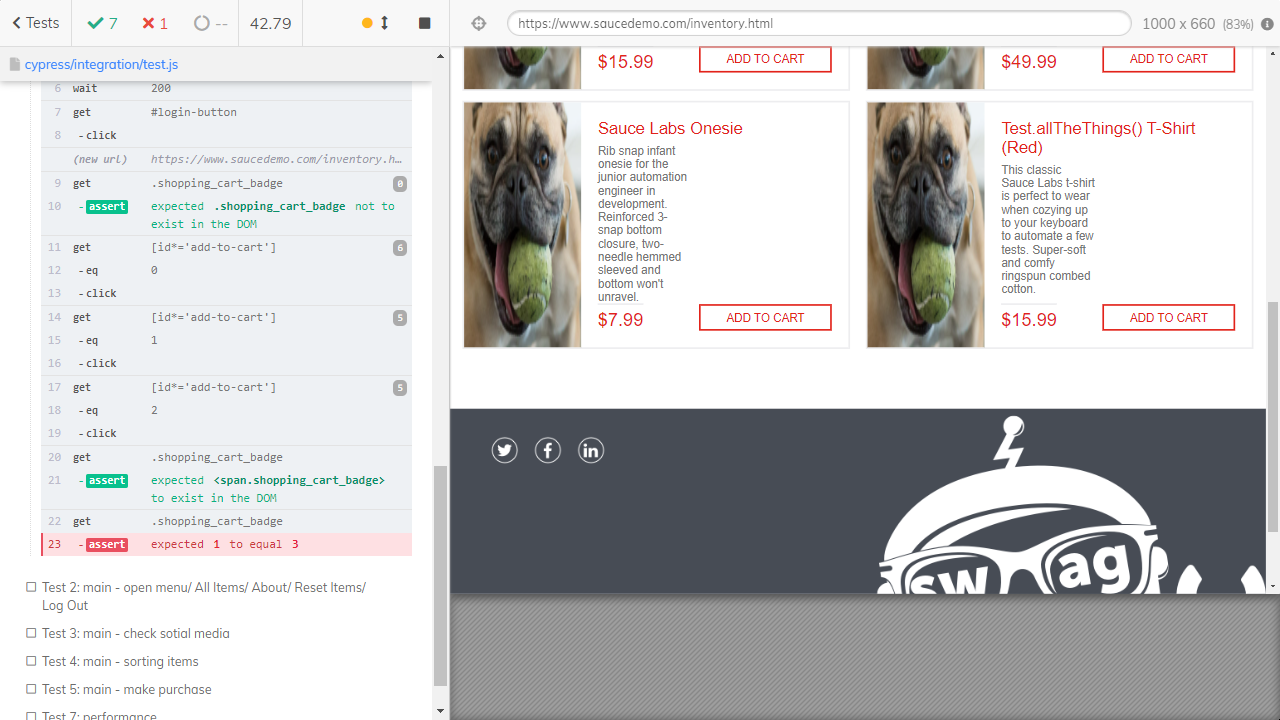 Tests
7
1
--
42.79
https://www.saucedemo.com/inventory.html
1000 x 660 (83%)
cypress/integration/test.js
6 wait 200
7 get #login-button
8 - click
(new url) https://www.saucedemo.com/inventory.h…
9 get .shopping_cart_badge 0
10 - assert expected .shopping_cart_badge not to
exist in the DOM
11 get [id*='add-to-cart'] 6
12 - eq 0
13 - click
14 get [id*='add-to-cart'] 5
15 - eq 1
16 - click
17 get [id*='add-to-cart'] 5
18 - eq 2
19 - click
20 get .shopping_cart_badge
21 - assert expected <span.shopping_cart_badge>
to exist in the DOM
22 get .shopping_cart_badge
23 - assert expected 1 to equal 3
Test 2: main - open menu/ All Items/ About/ Reset Items/
Log Out
Test 3: main - check sotial media
Test 4: main - sorting items
Test 5: main - make purchase
Test 7: performance
$15.99
ADD TO CART
$49.99
ADD TO CART
Sauce Labs Onesie
Rib snap infant
onesie for the
junior automation
engineer in
development.
Reinforced 3-
snap bottom
closure, two-
needle hemmed
sleeved and
bottom won't
unravel.
$7.99
ADD TO CART
Test.allTheThings() T-Shirt
(Red)
This classic
Sauce Labs t-shirt
is perfect to wear
when cozying up
to your keyboard
to automate a few
tests. Super-soft
and comfy
ringspun combed
cotton.
$15.99
ADD TO CART
sw ag